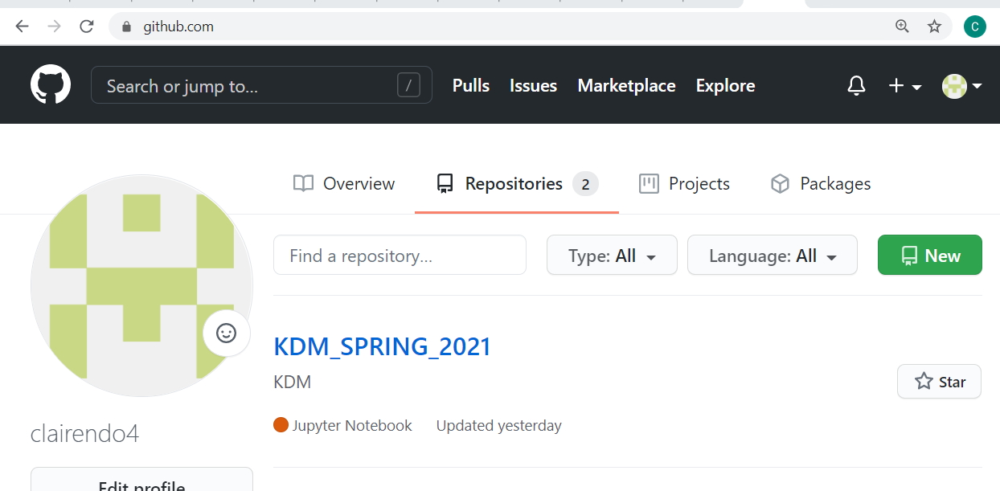 github.com
C
Search or jump to... /
Pulls Issues Marketplace Explore
Overview Repositories 2 Projects Packages
Find a repository... Type: All Language: All New
KDM_SPRING_2021
KDM
Star
Jupyter Notebook Updated yesterday
clairendo4
Edit profile